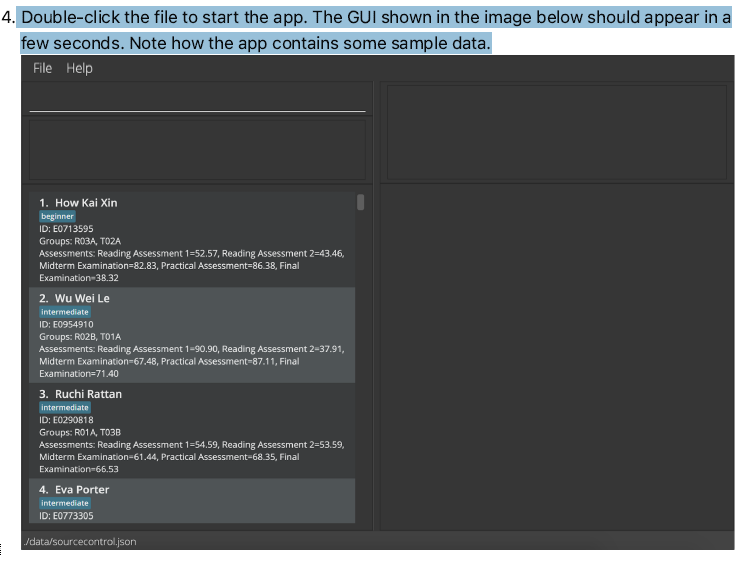 4. Double-click the file to start the app. The GUI shown in the image below should appear in a
few seconds. Note how the app contains some sample data.
File Help
1. How Kai Xin
beginner
ID: E0713595
Groups: R03A, T02A
Assessments: Reading Assessment 1=52.57, Reading Assessment 2=43.46,
Midterm Examination=82.83, Practical Assessment=86.38, Final
Examination=38.32
2. Wu Wei Le
intermediate
ID: E0954910
Groups: R02B, T01A
Assessments: Reading Assessment 1=90.90, Reading Assessment 2=37.91,
Midterm Examination=67.48, Practical Assessment=87.11, Final
Examination=71.40
3. Ruchi Rattan
intermediate
ID: E0290818
Groups: R01A, T03B
Assessments: Reading Assessment 1=54.59, Reading Assessment 2=53.59,
Midterm Examination=61.44, Practical Assessment=68.35, Final
Examination=66.53
4. Eva Porter
intermediate
ID: E0773305
./data/sourcecontrol.json